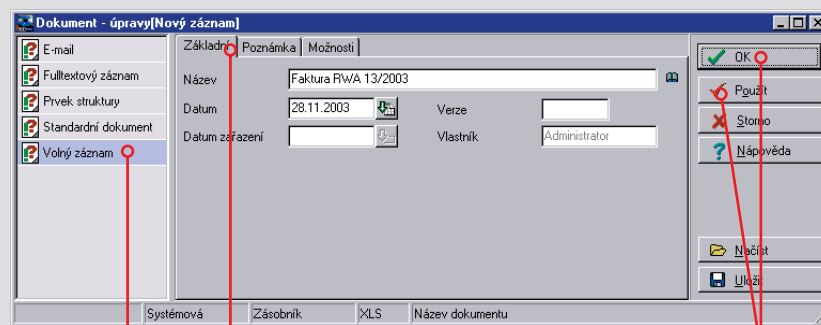 Dokument - úpravy[Nový záznam]
E-mail
Fulltextový záznam
Prvek struktury
Standardní dokument
Volný záznam
Základní Poznámka Možnosti
Název Faktura RWA 13/2003
Datum 28.11.2003 Verze
Datum zařazení Vlastník Administrator
OK
Použít
Storno
Nápověda
Načíst
Uložit
Systémová Zásobník XLS Název dokumentu